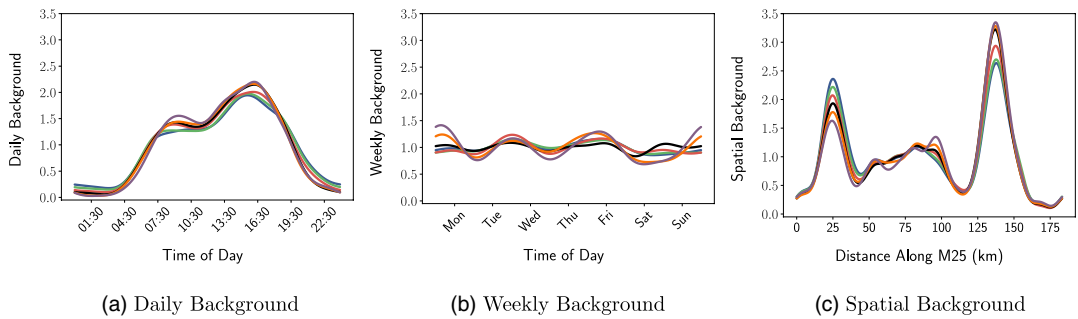 3.5
3.0
2.5
2.0
1.5
1.0
0.5
0.0
Daily Background
01:30 04:30 07:30 10:30 13:30 16:30 19:30 22:30
Time of Day
(a) Daily Background
3.5
3.0
2.5
2.0
1.5
1.0
0.5
0.0
Weekly Background
Mon Tue Wed Thu Fri Sat Sun
Time of Day
(b) Weekly Background
3.5
3.0
2.5
2.0
1.5
1.0
0.5
0.0
Spatial Background
0 25 50 75 100 125 150 175
Distance Along M25 (km)
(c) Spatial Background